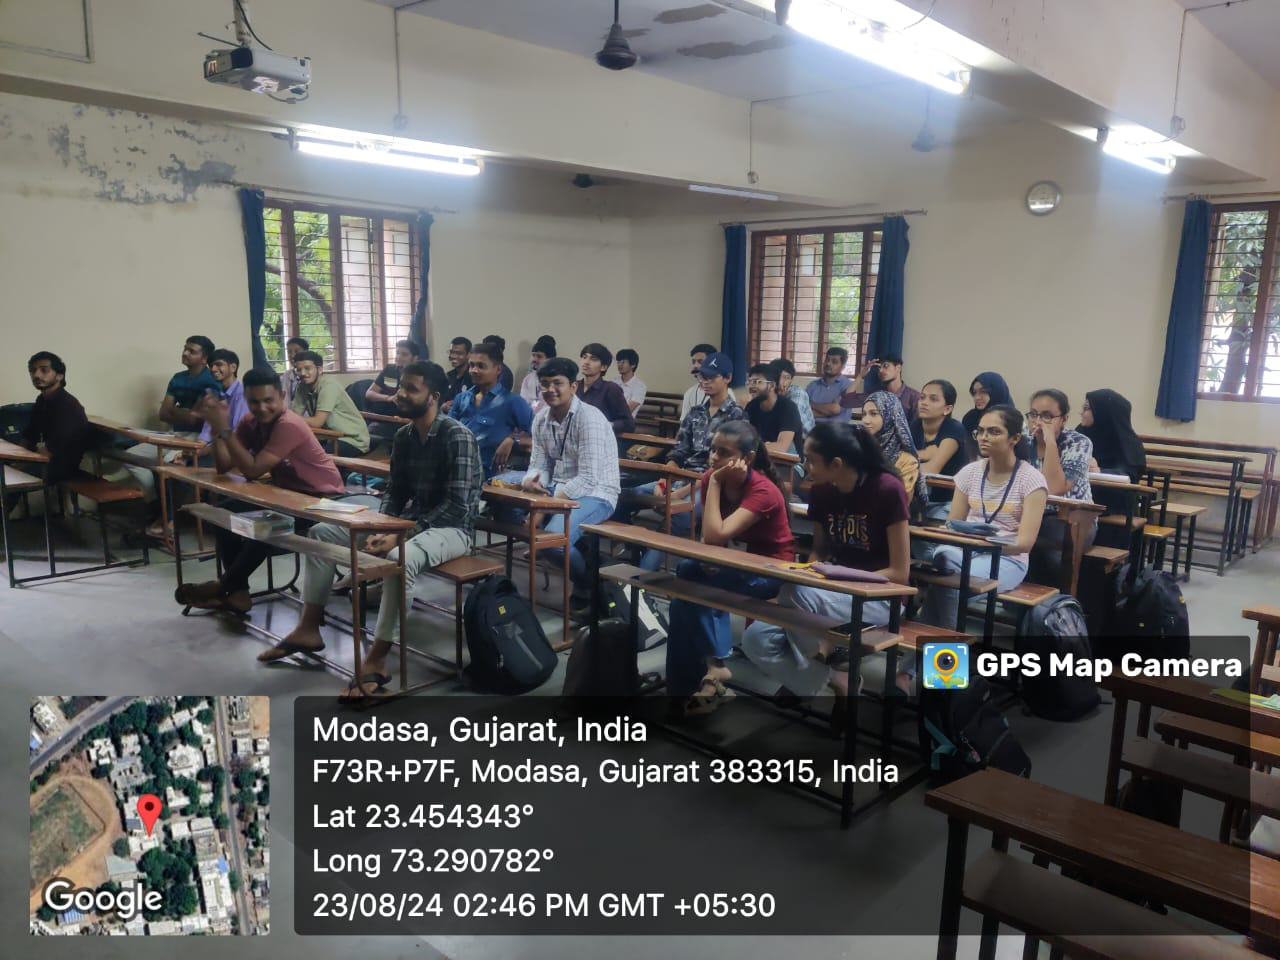 GPS Map Camera
Modasa, Gujarat, India
F73R+P7F, Modasa, Gujarat 383315, India
Lat 23.454343°
Long 73.290782°
23/08/24 02:46 PM GMT +05:30
Google